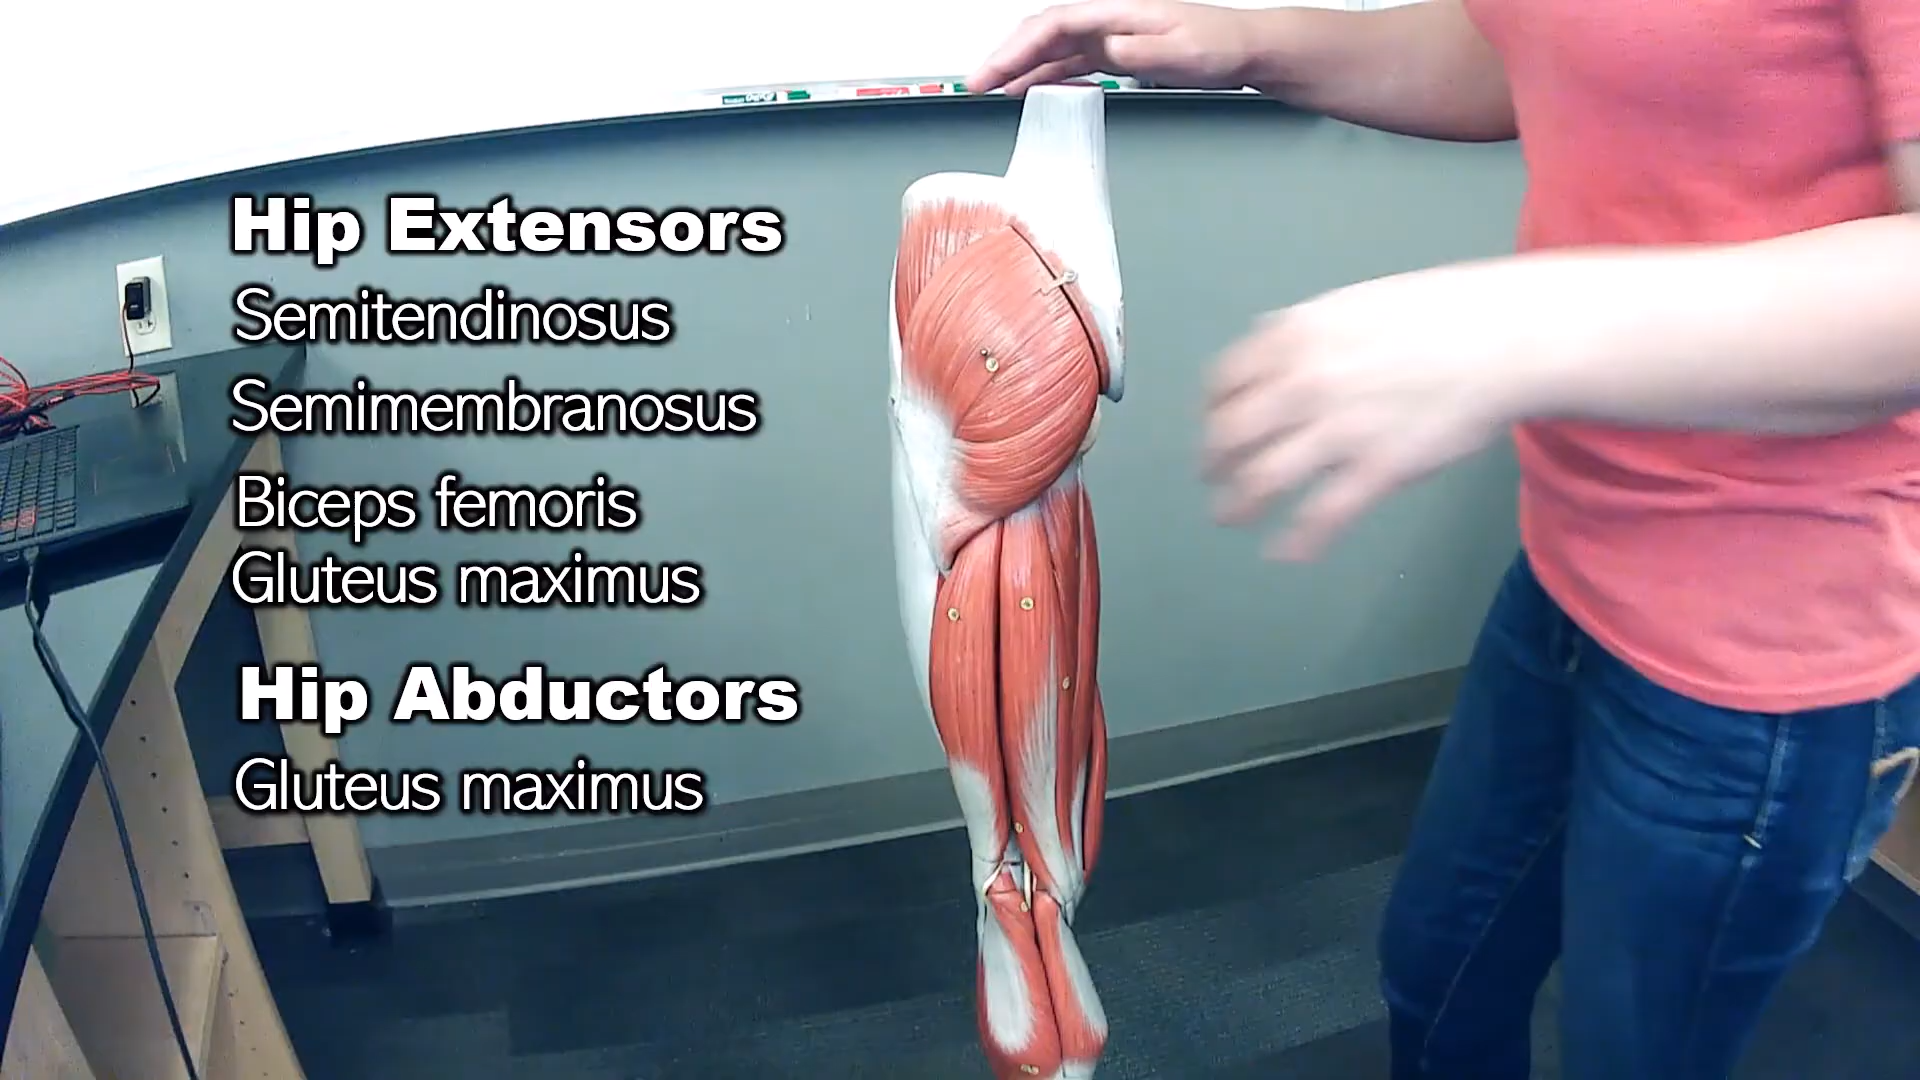 Hip Extensors
Semitendinosus
Semimembranosus
Biceps femoris
Gluteus maximus
Hip Abductors
Gluteus maximus